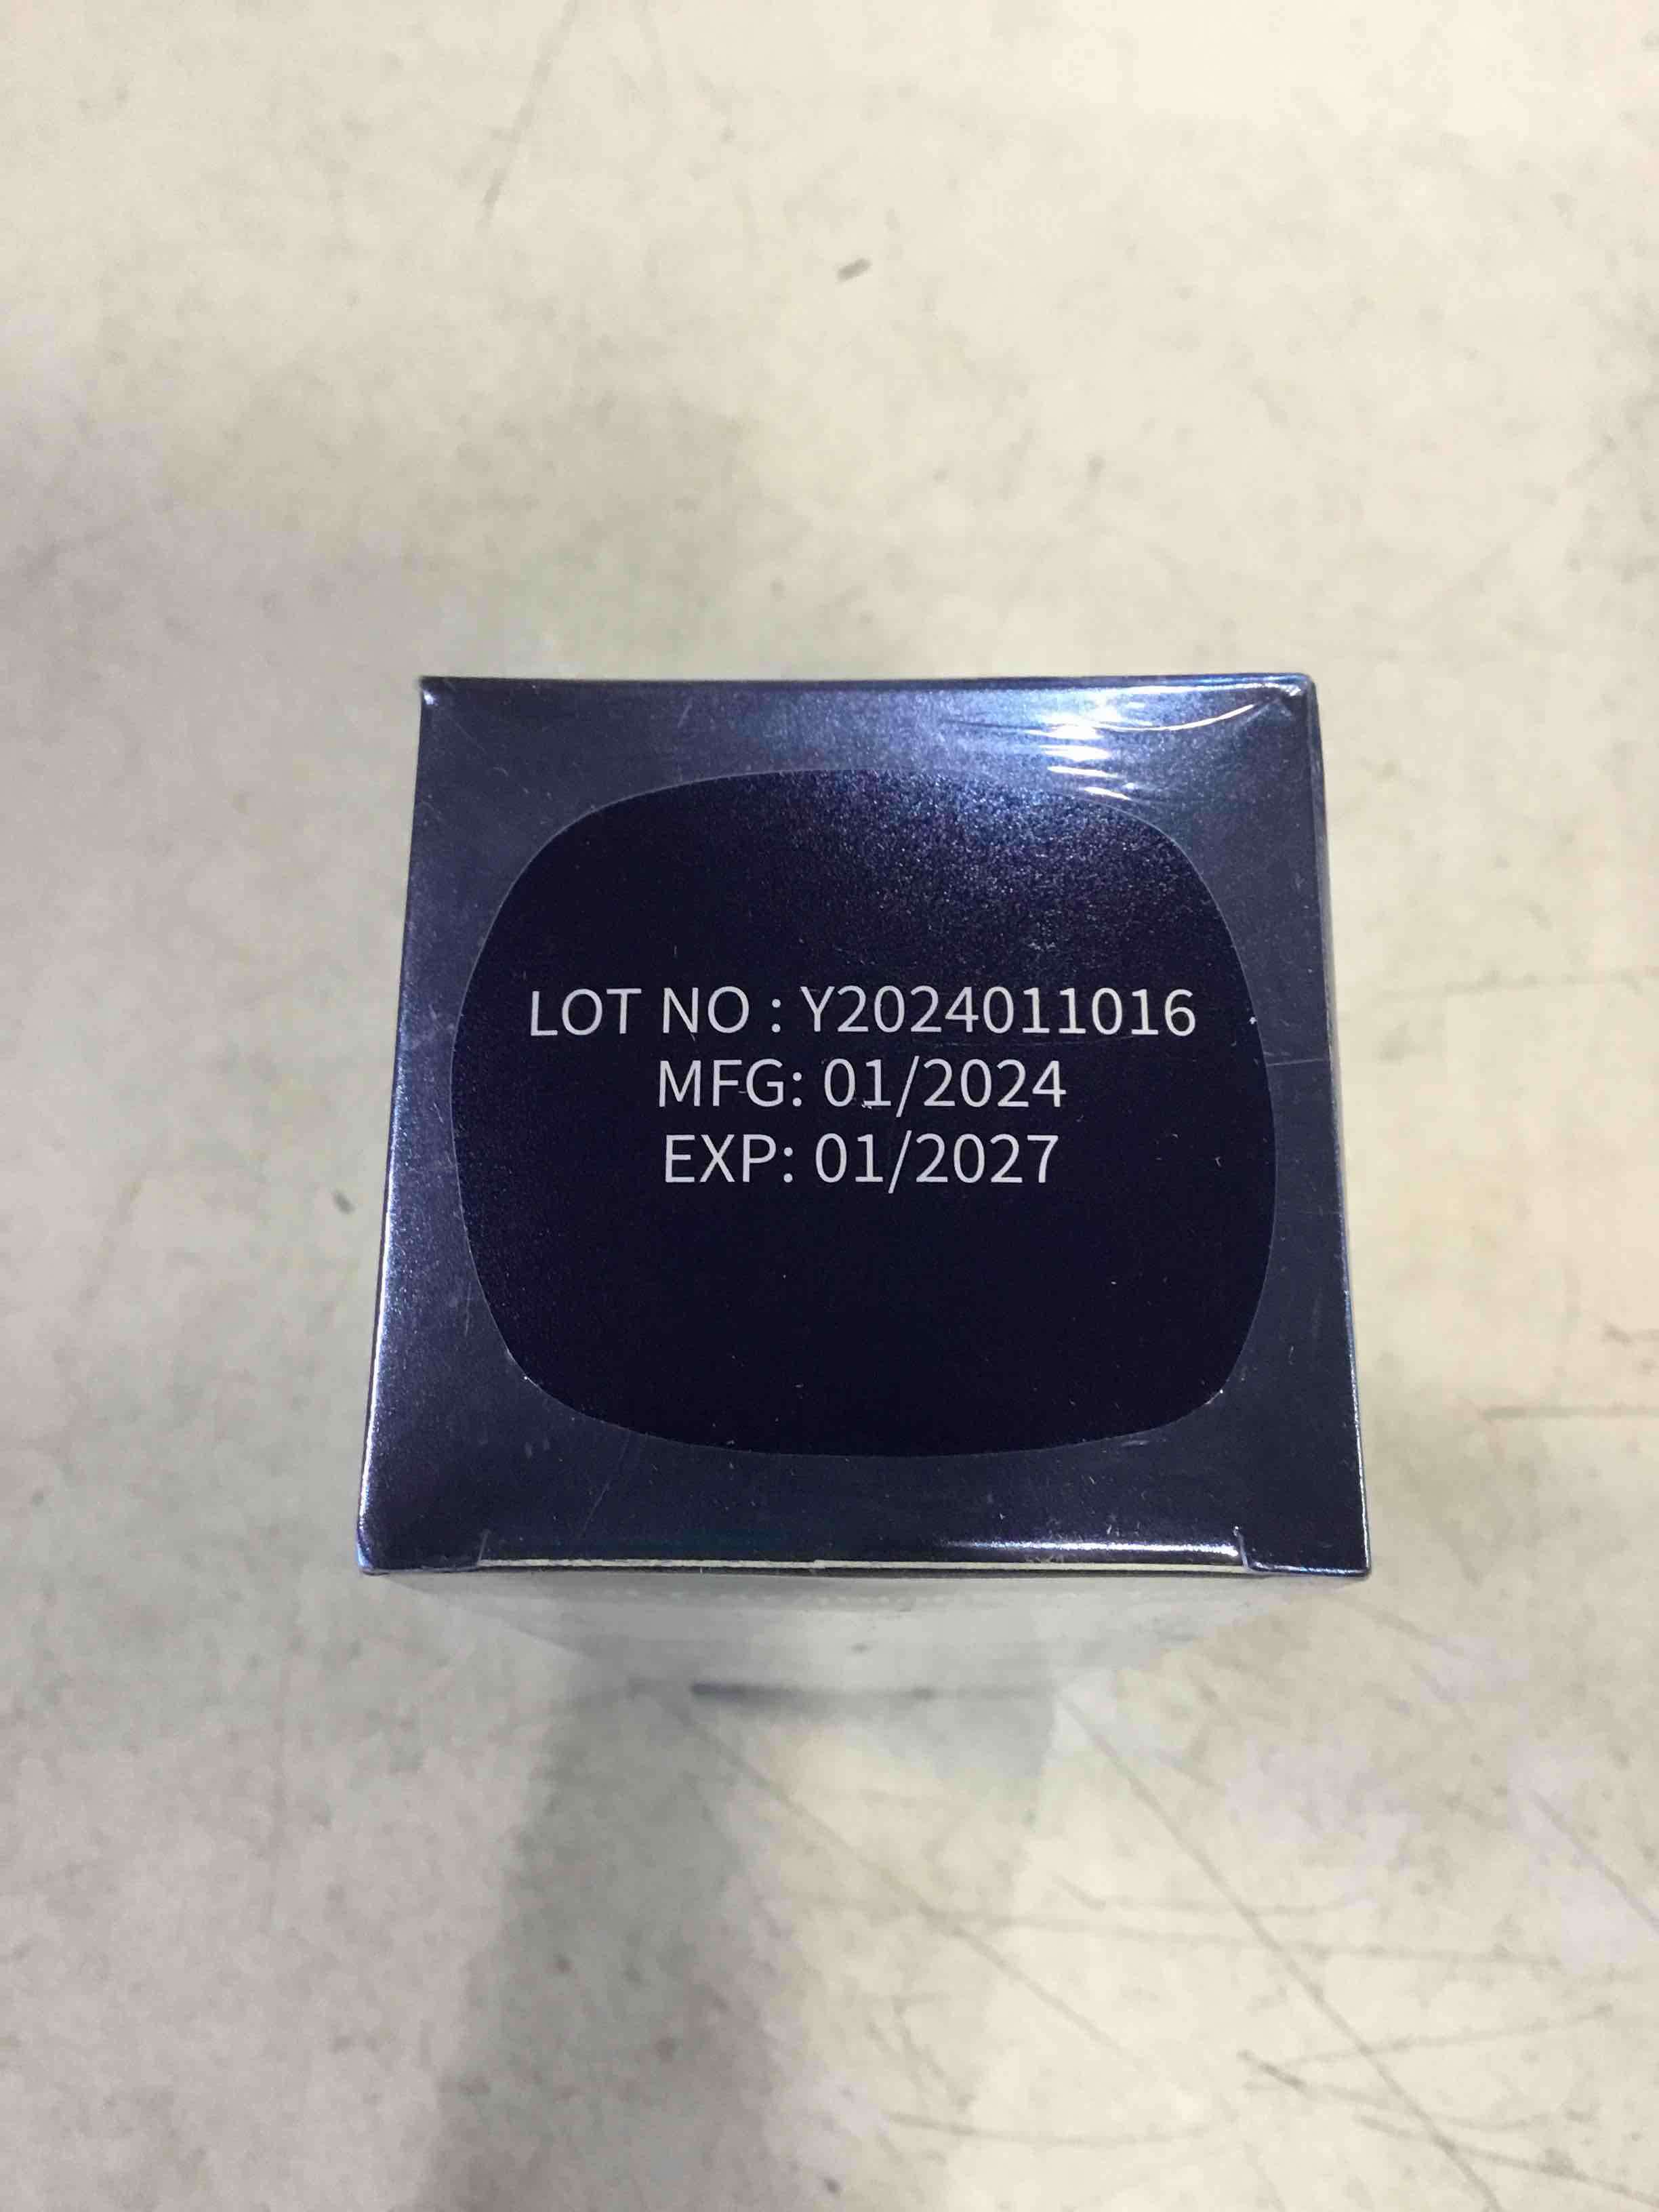 LOT NO : Y2024011016
MFG: 01/2024
EXP: 01/2027